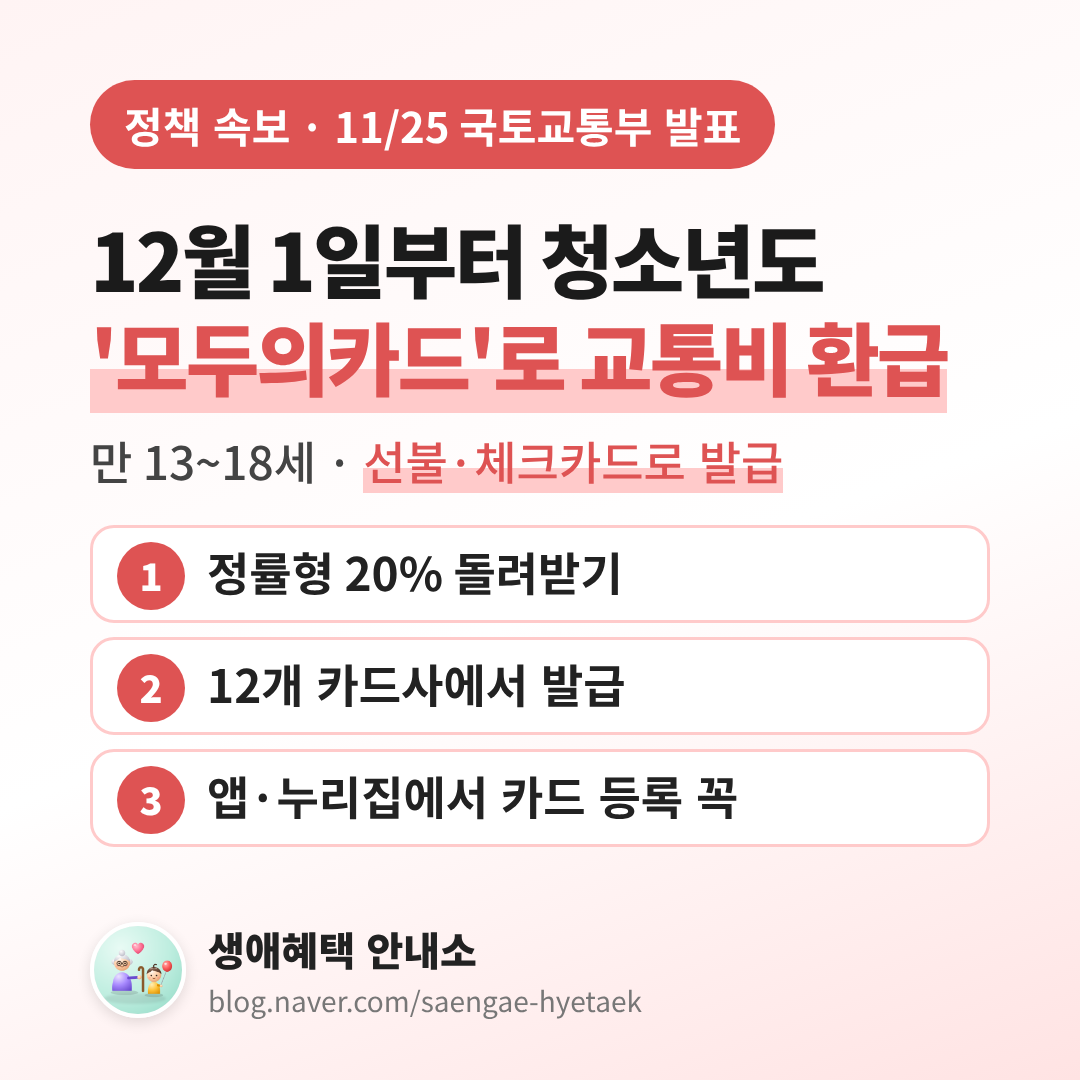 정책 속보 · 11/25 국토교통부 발표
12월 1일부터 청소년도
'모두의카드'로 교통비 환급
만 13~18세 · 선불·체크카드로 발급
1 정률형 20% 돌려받기
2 12개 카드사에서 발급
3 앱·누리집에서 카드 등록 꼭
생애혜택 안내소
blog.naver.com/saengae-hyetaek